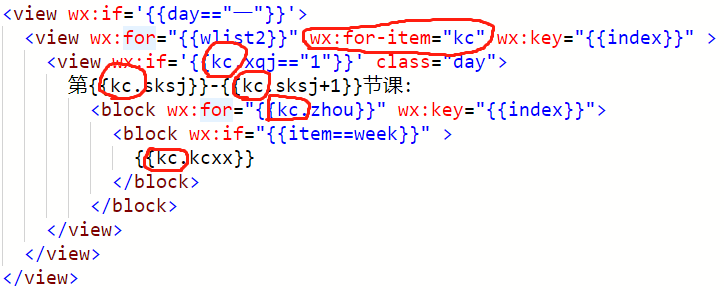 <view wx:if='{{day=="一"}}'>
<view wx:for="{{wlist2}}" wx:for-item="kc" wx:key="{{index}}" >
<view wx:if='{{kc.xqj=="1"}}' class="day">
第{{kc.sksj}}-{{kc.sksj+1}}节课:
<block wx:for="{{kc.zhou}}" wx:key="{{index}}">
<block wx:if="{{item==week}}" >
{{kc.kcxx}}
</block>
</block>
</view>
</view>
</view>